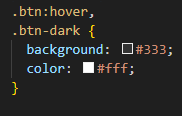 .btn:hover,
.btn-dark {
  background: #333;
  color: #fff;
}